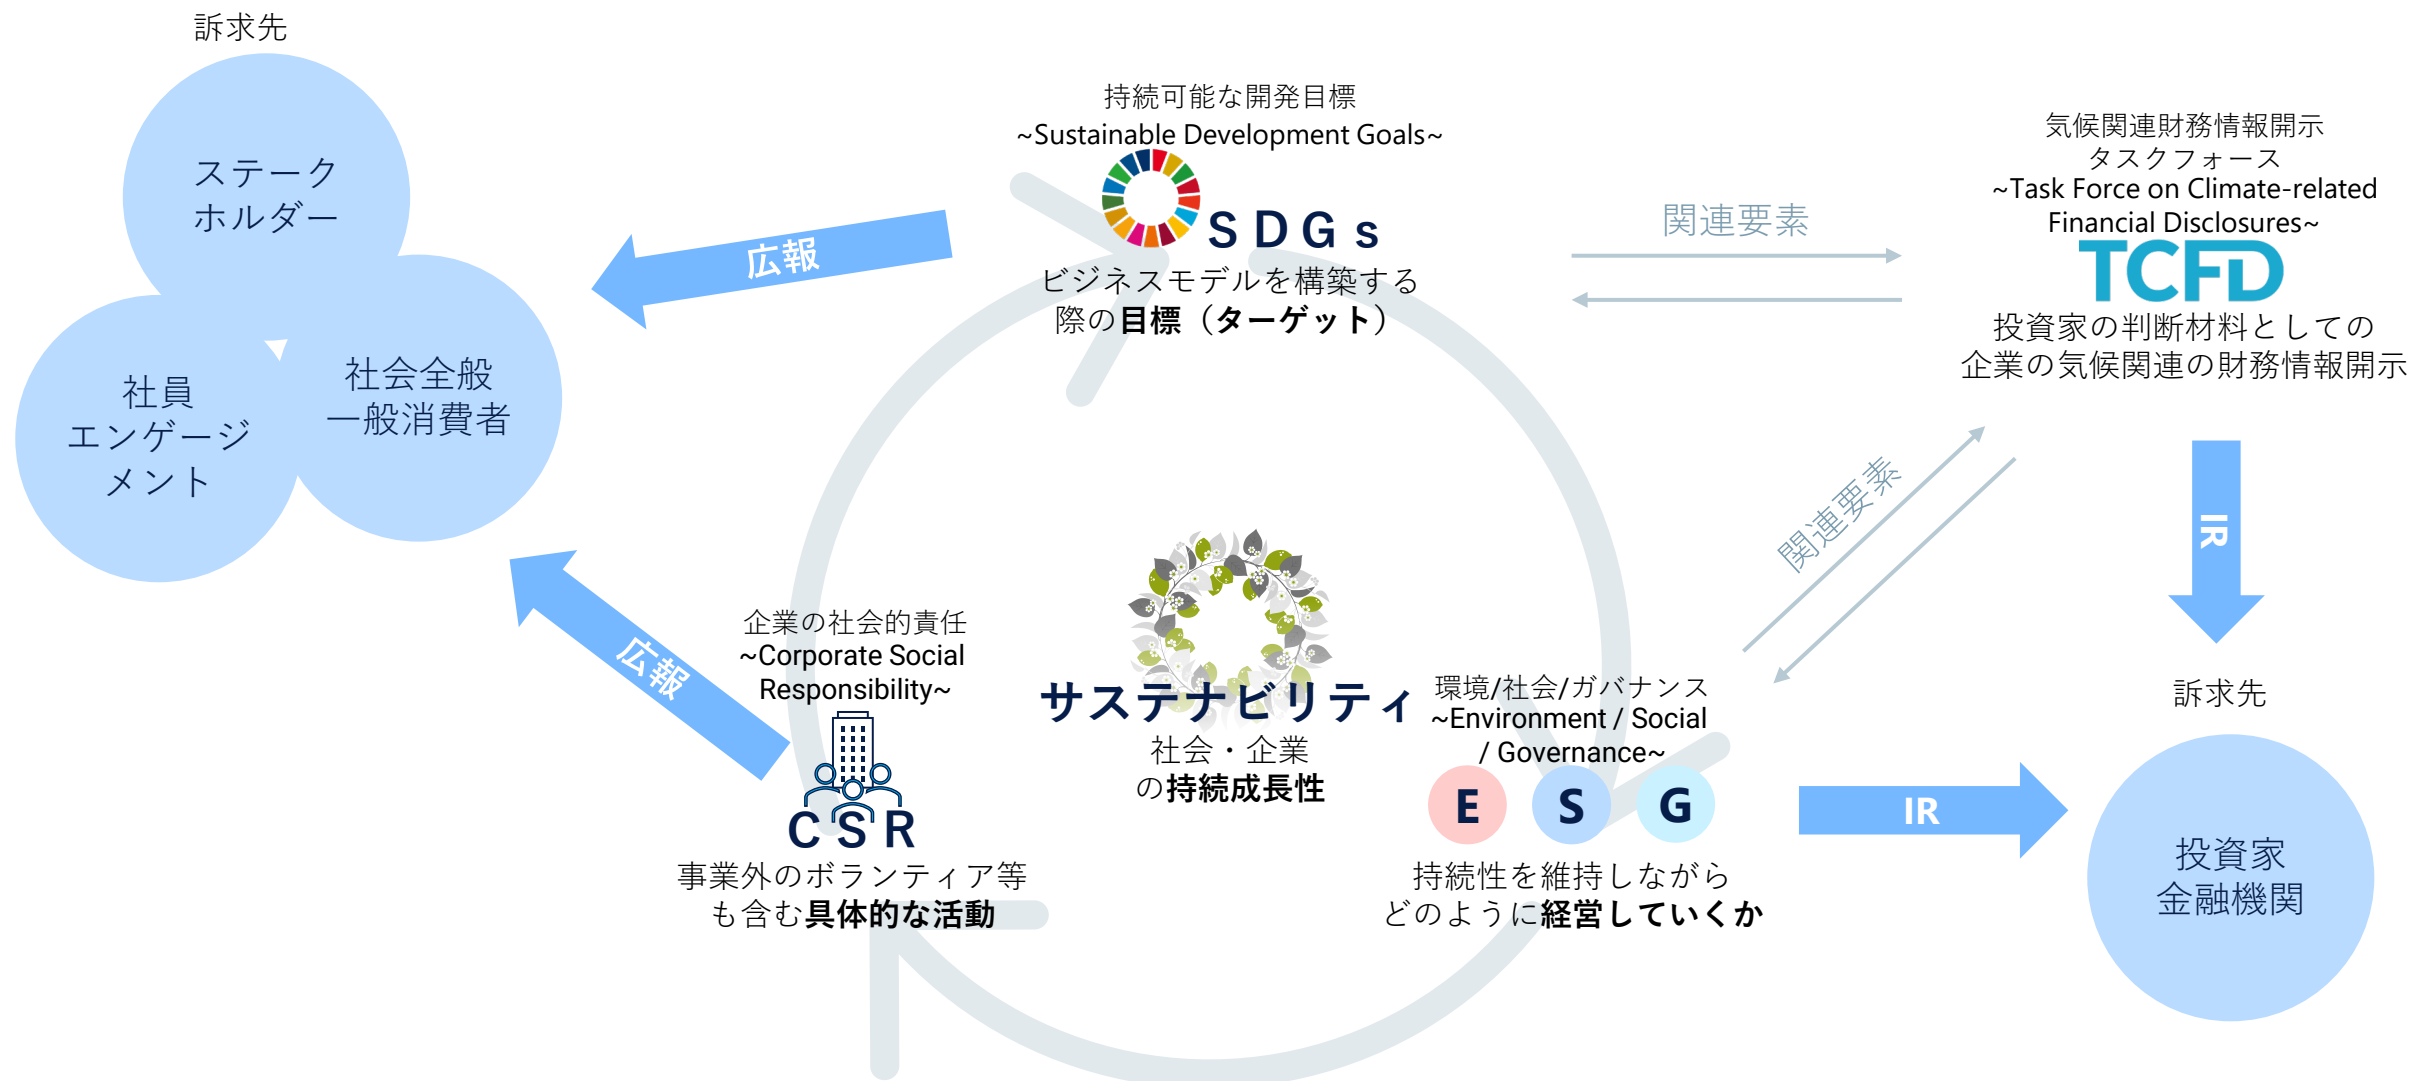 訴求先
ステーク
ホルダー
社員
エンゲージ
メント
社会全般
一般消費者
広報
広報
持続可能な開発目標
~Sustainable Development Goals~
ＳＤＧｓ
ビジネスモデルを構築する
際の目標（ターゲット）
関連要素
気候関連財務情報開示
タスクフォース
~Task Force on Climate-related
Financial Disclosures~
TCFD
投資家の判断材料としての
企業の気候関連の財務情報開示
関連要素
IR
企業の社会的責任
~Corporate Social
Responsibility~
ＣＳＲ
事業外のボランティア等
も含む具体的な活動
サステナビリティ
社会・企業
の持続成長性
環境/社会/ガバナンス
~Environment / Social
/ Governance~
E S G
持続性を維持しながら
どのように経営していくか
IR
訴求先
投資家
金融機関